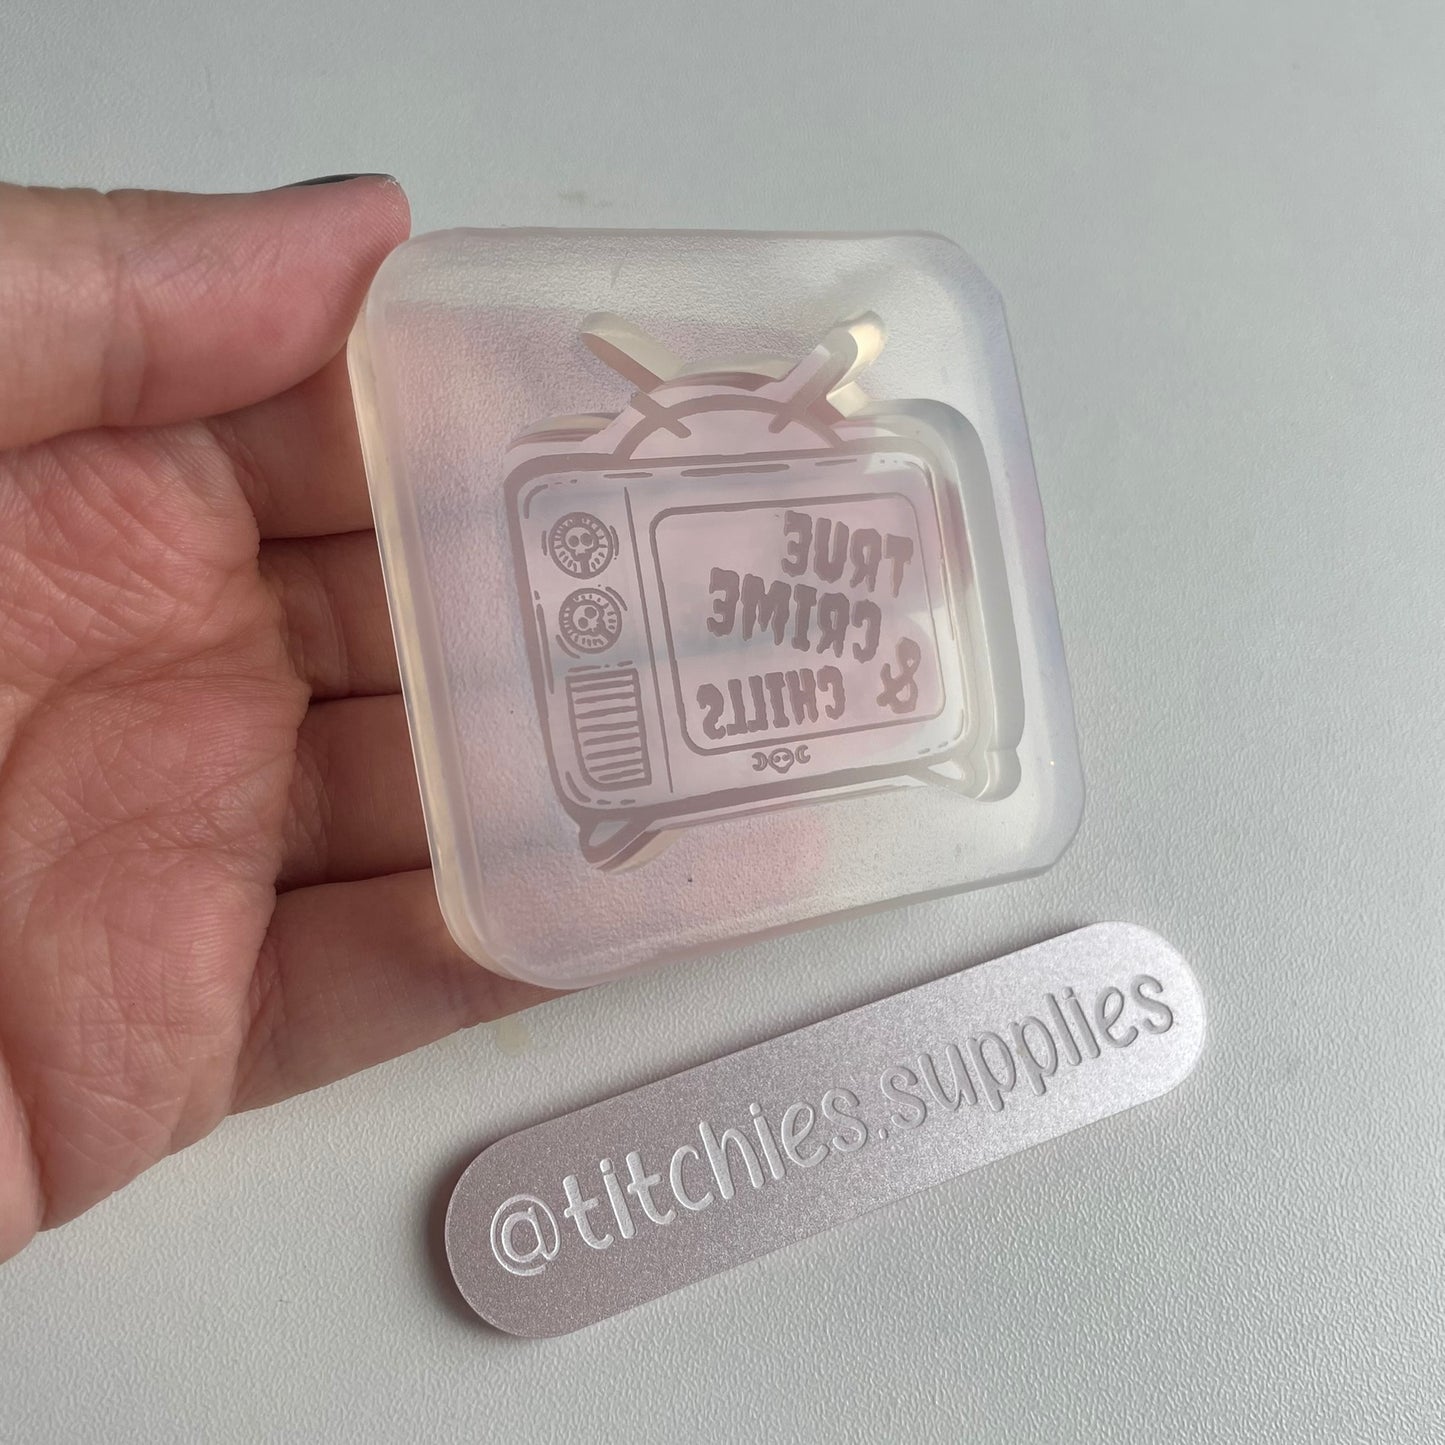 TRUE
CRIME
& CHILLS
@titchies.supplies